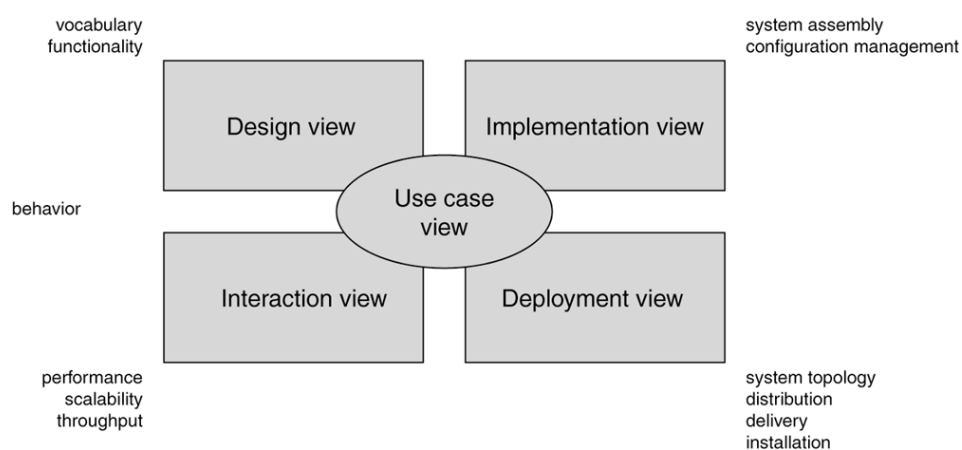 vocabulary
functionality
system assembly
configuration management
Design view
Implementation view
Use case
view
behavior
Interaction view
Deployment view
performance
scalability
throughput
system topology
distribution
delivery
installation